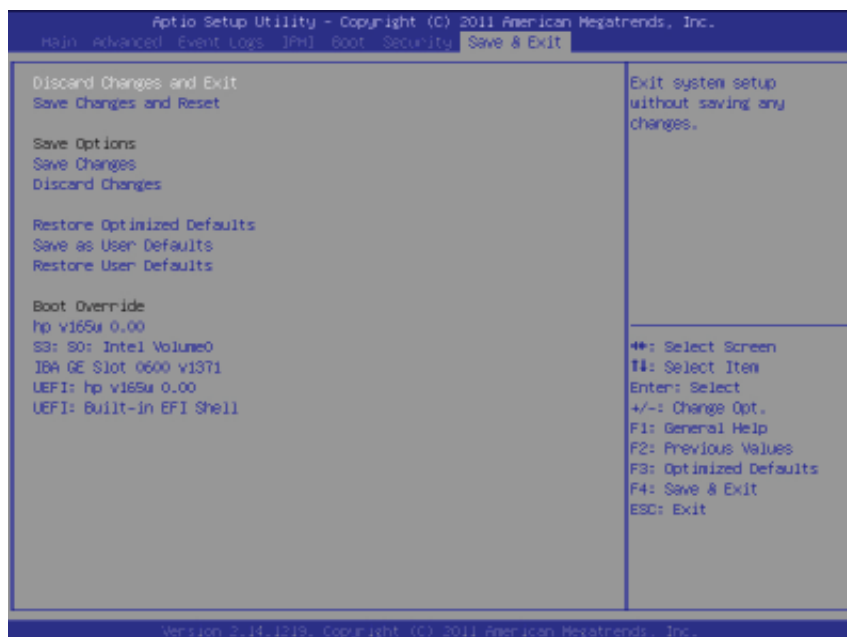 Aptio Setup Utility - Copyright (C) 2011 American Megatrends, Inc.
Main Advanced Event Logs IPMI Boot Security Save & Exit
Discard Changes and Exit
Save Changes and Reset
Save Options
Save Changes
Discard Changes
Restore Optimized Defaults
Save as User Defaults
Restore User Defaults
Boot Override
hp v165w 0.00
S3: S0: Intel Volume0
IBA GE Slot 0600 v1371
UEFI: hp v165w 0.00
UEFI: Built-in EFI Shell
Exit system setup
without saving any
changes.
→←: Select Screen
↑↓: Select Item
Enter: Select
+/-: Change Opt.
F1: General Help
F2: Previous Values
F3: Optimized Defaults
F4: Save & Exit
ESC: Exit
Version 2.14.1219. Copyright (C) 2011 American Megatrends, Inc.